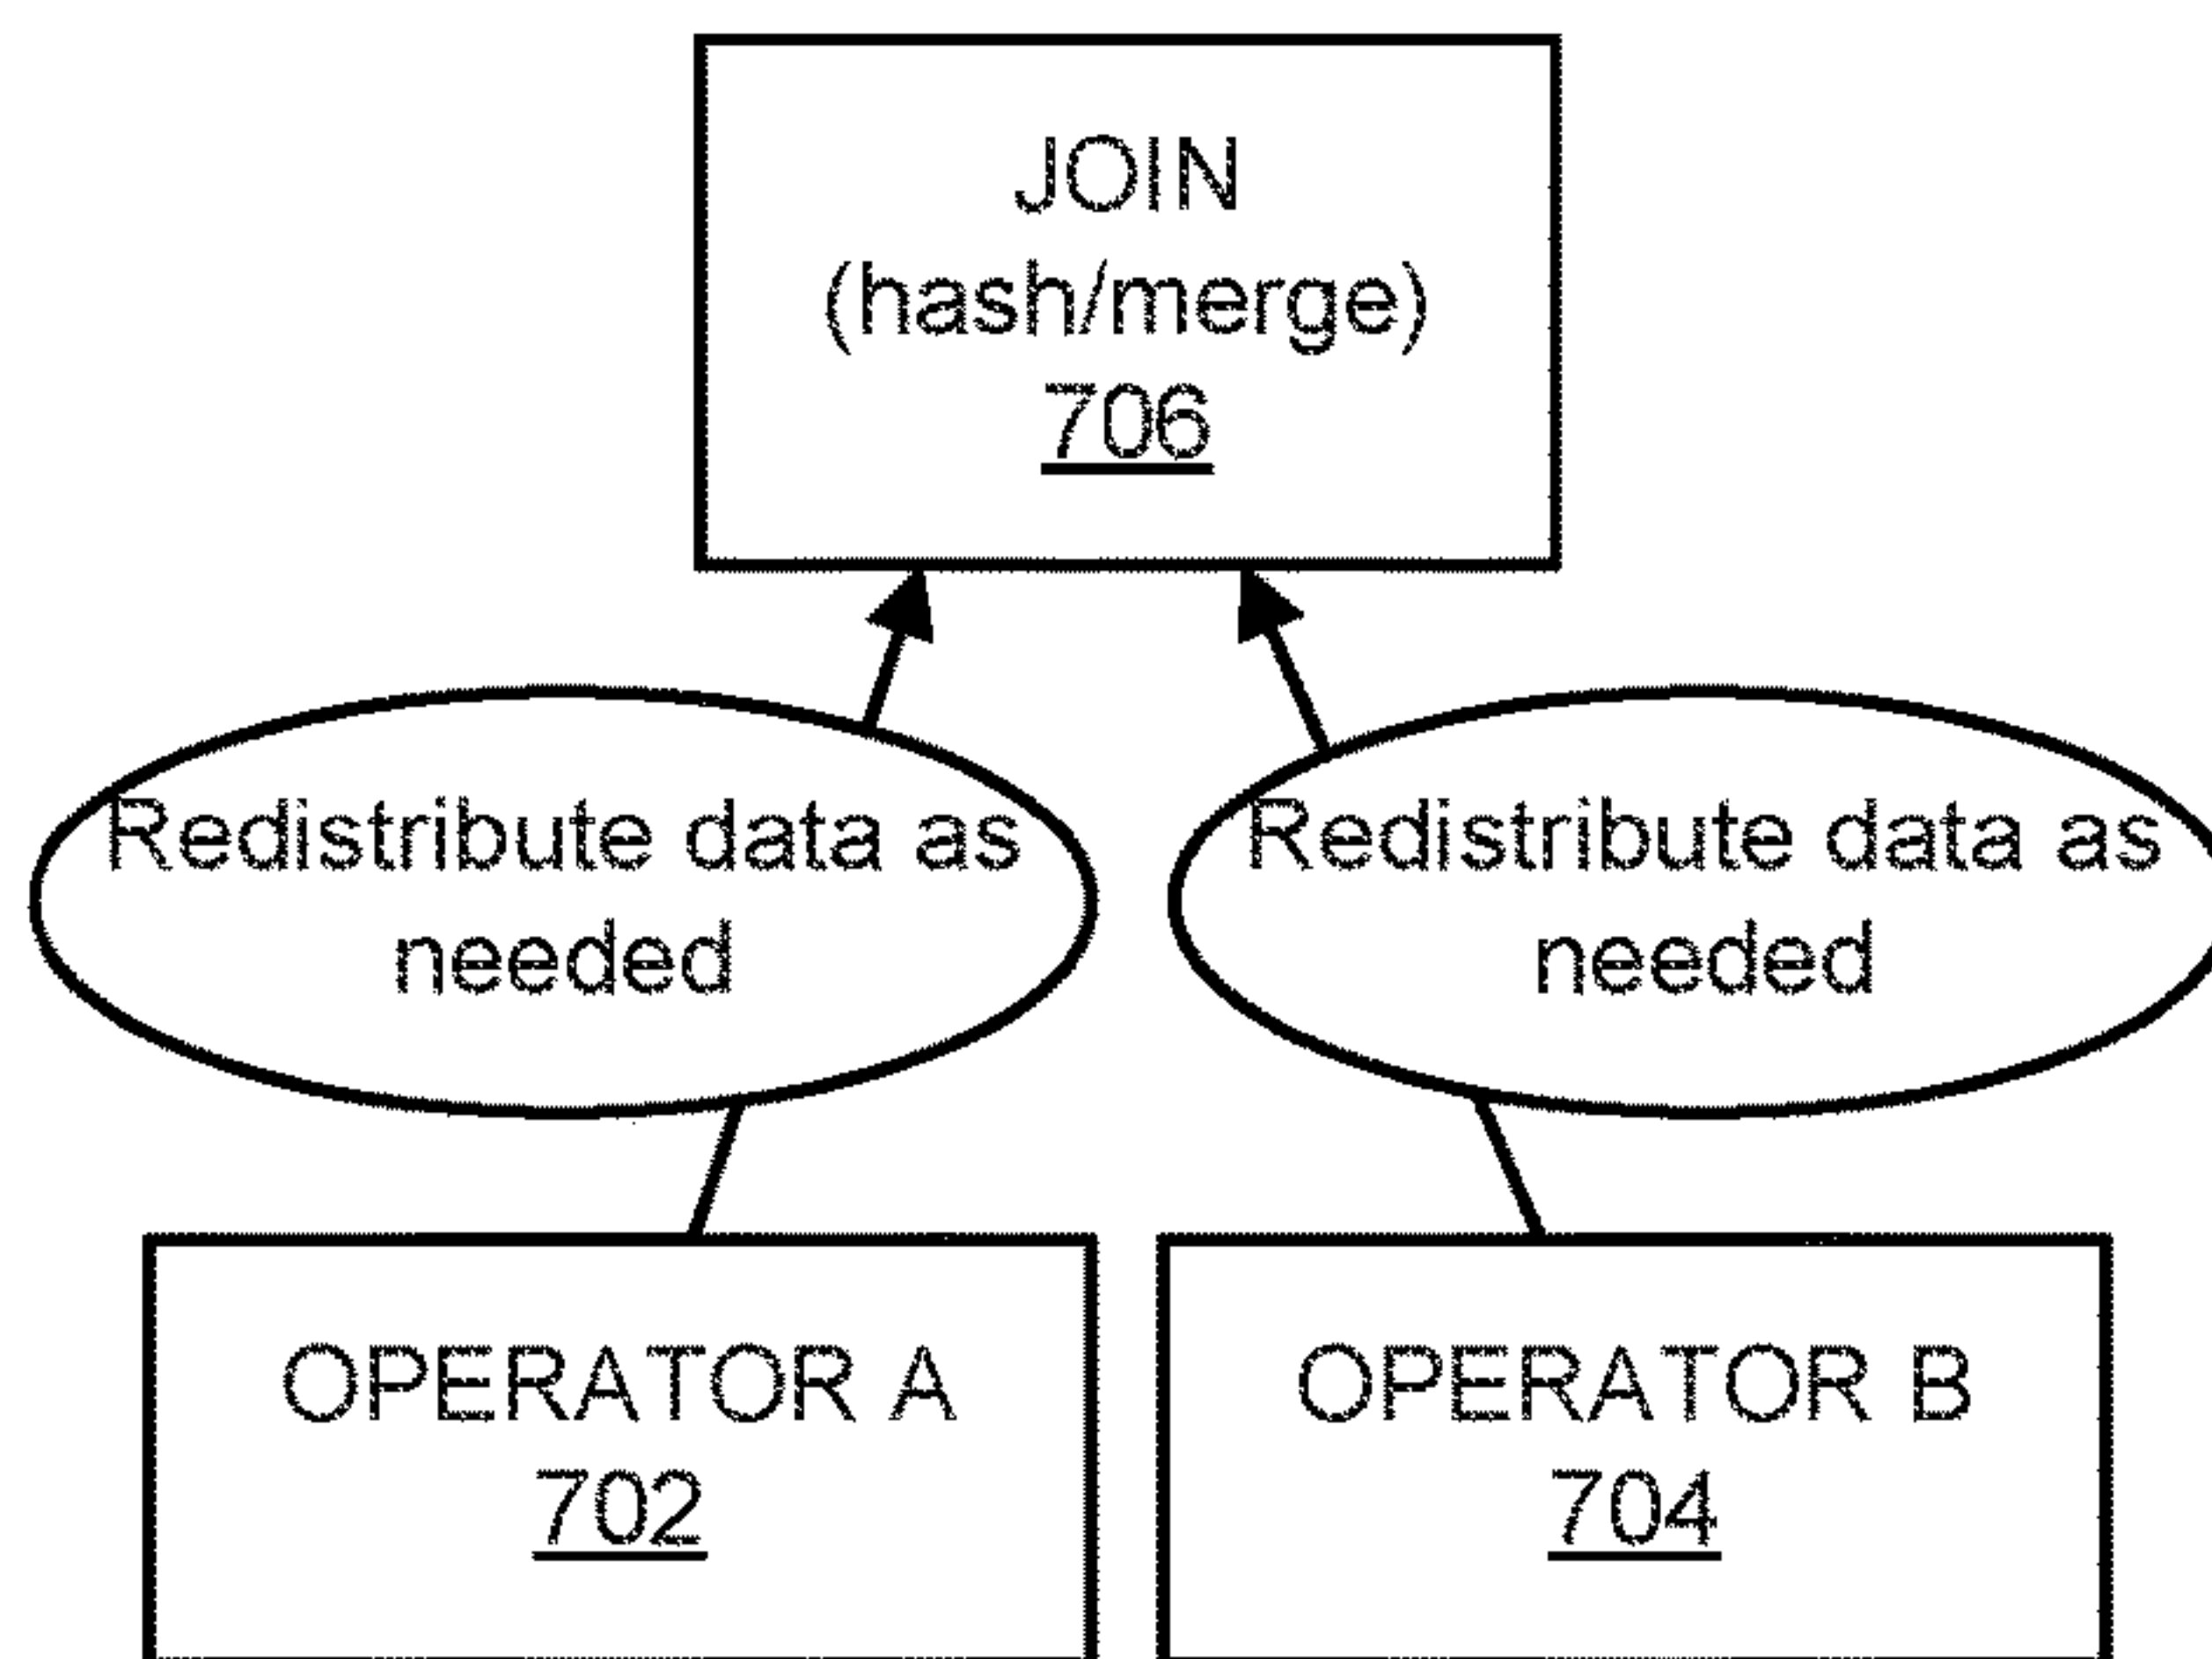 JOIN
(hash/merge)
706
Redistribute data as
needed
Redistribute data as
needed
OPERATOR A
702
OPERATOR B
704